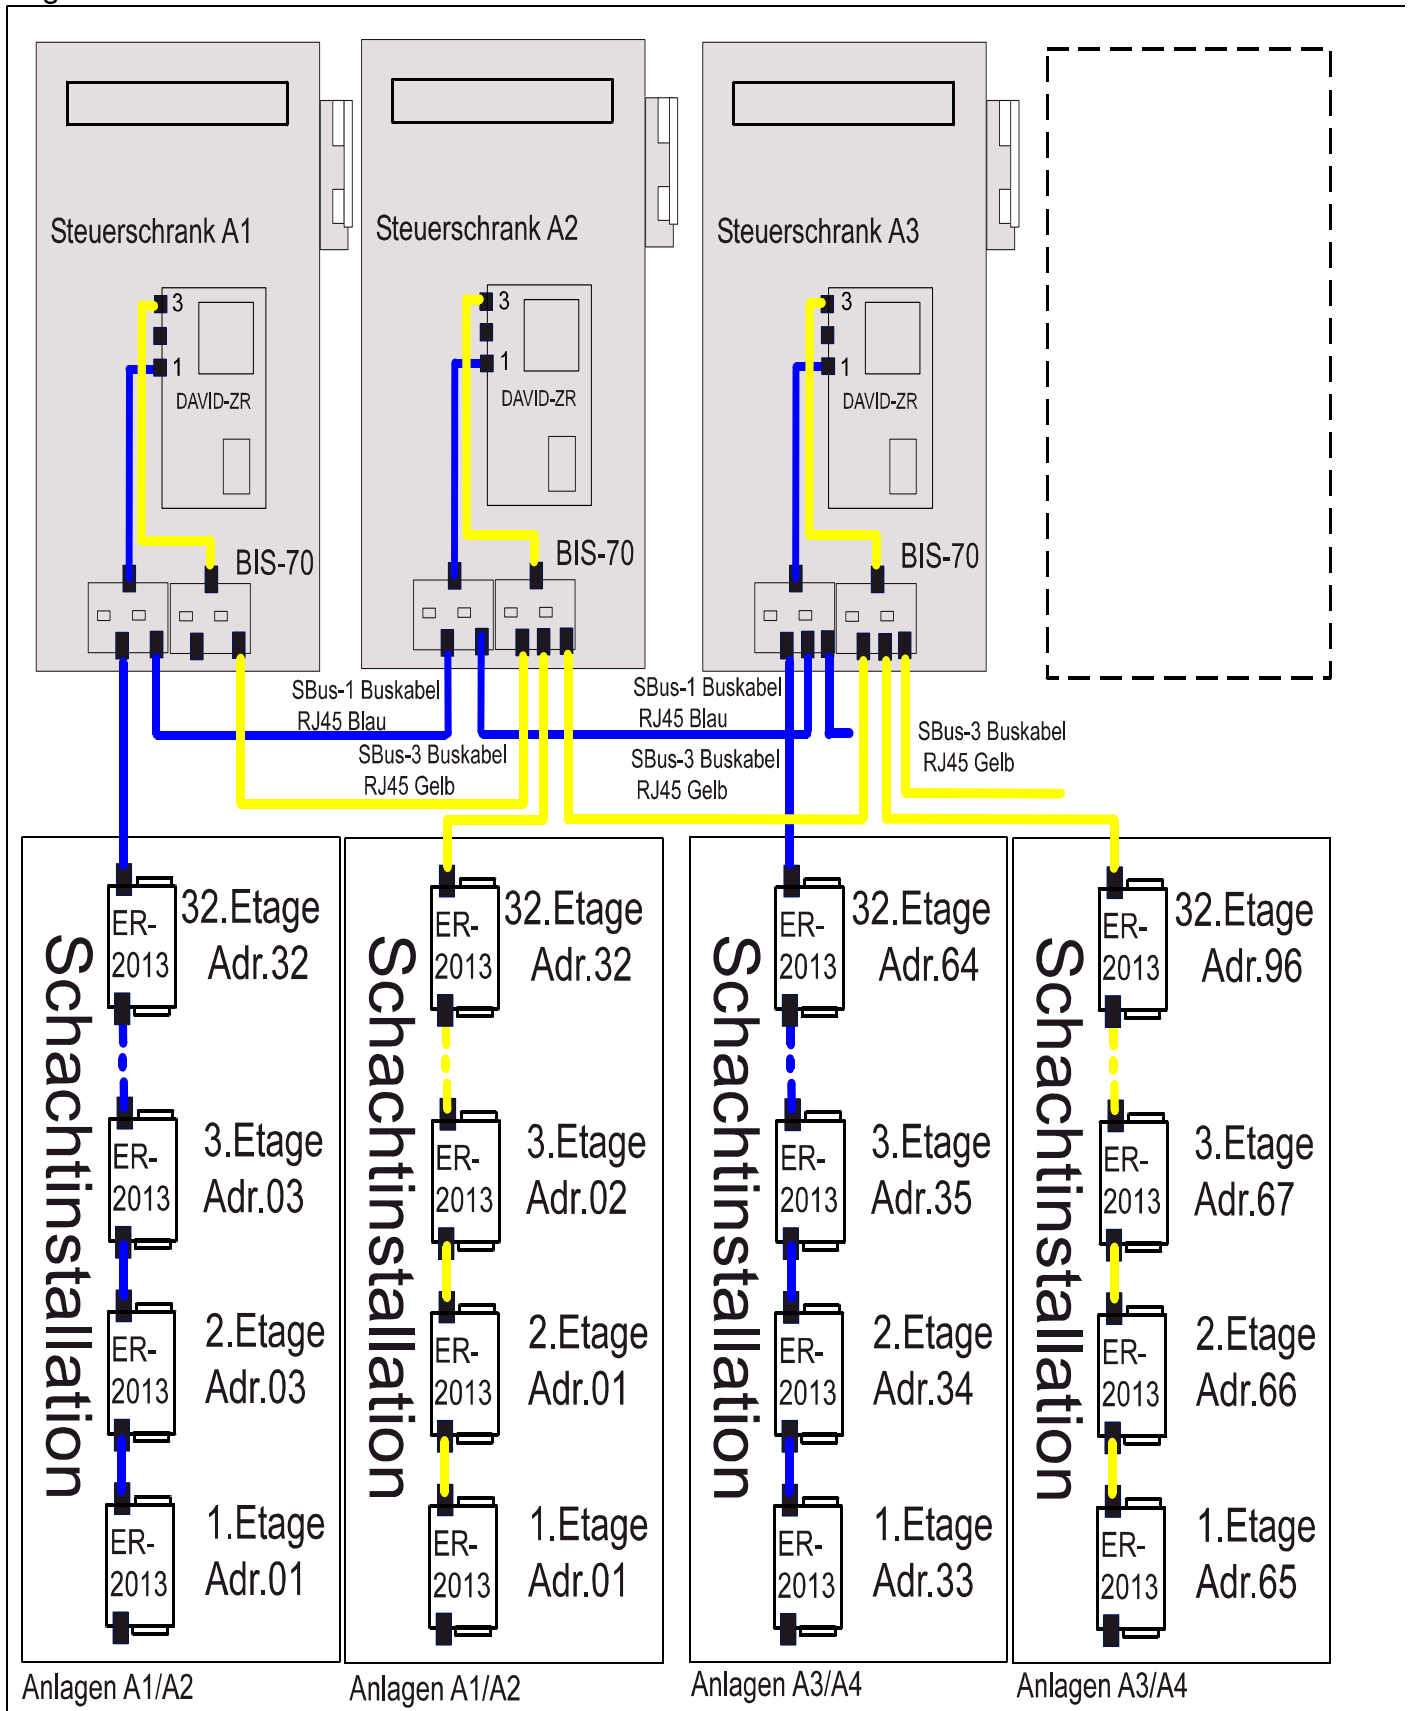 Steuerschrank A1
3
1
DAVID-ZR
BIS-70
Steuerschrank A2
3
1
DAVID-ZR
BIS-70
Steuerschrank A3
3
1
DAVID-ZR
BIS-70
SBus-1 Buskabel
RJ45 Blau
SBus-3 Buskabel
RJ45 Gelb
SBus-1 Buskabel
RJ45 Blau
SBus-3 Buskabel
RJ45 Gelb
SBus-3 Buskabel
RJ45 Gelb
Schachtinstallation
ER-
2013
32.Etage
Adr.32
ER-
2013
3.Etage
Adr.03
ER-
2013
2.Etage
Adr.03
ER-
2013
1.Etage
Adr.01
Anlagen A1/A2
Schachtinstallation
ER-
2013
32.Etage
Adr.32
ER-
2013
3.Etage
Adr.02
ER-
2013
2.Etage
Adr.01
ER-
2013
1.Etage
Adr.01
Anlagen A1/A2
Schachtinstallation
ER-
2013
32.Etage
Adr.64
ER-
2013
3.Etage
Adr.35
ER-
2013
2.Etage
Adr.34
ER-
2013
1.Etage
Adr.33
Anlagen A3/A4
Schachtinstallation
ER-
2013
32.Etage
Adr.96
ER-
2013
3.Etage
Adr.67
ER-
2013
2.Etage
Adr.66
ER-
2013
1.Etage
Adr.65
Anlagen A3/A4